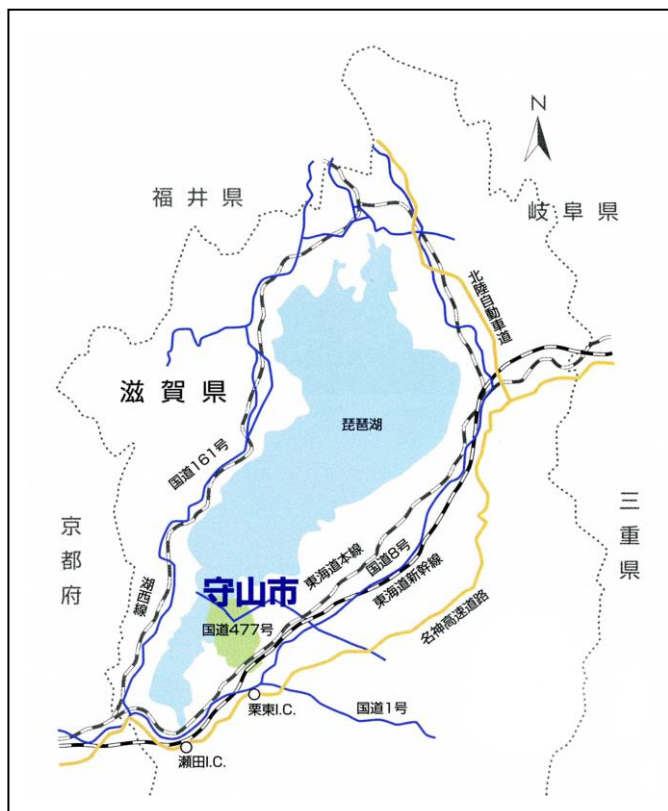 N
福井県
岐阜県
北陸自動車道
滋賀県
琵琶湖
国道161号
京都府
三重県
湖西線
東海道本線
国道8号
東海道新幹線
守山市
国道477号
名神高速道路
栗東I.C.
国道1号
瀬田I.C.